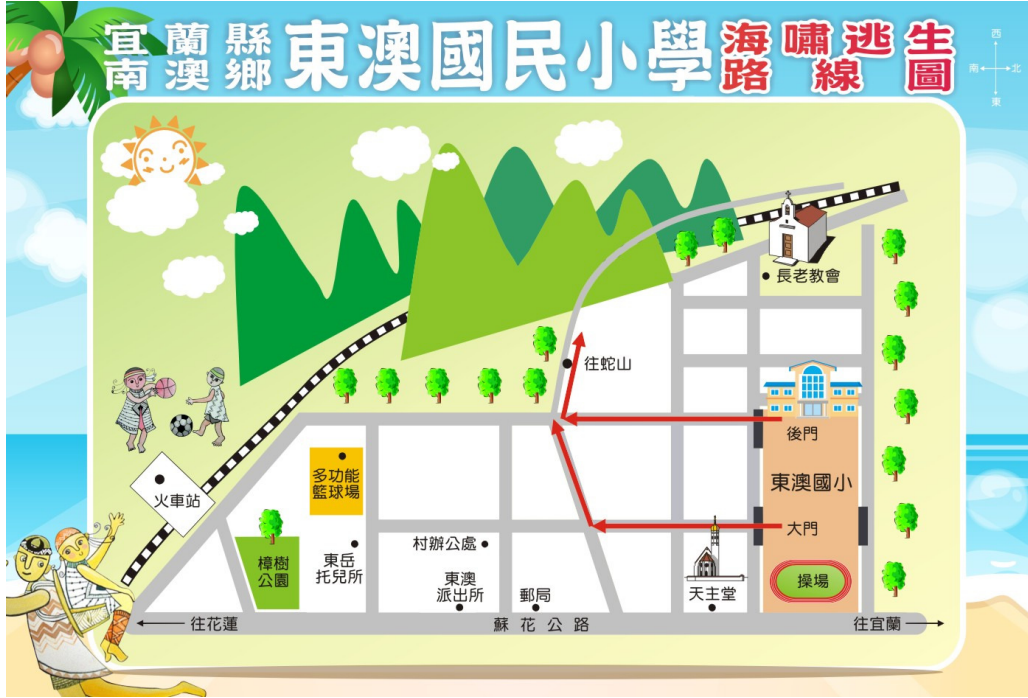 宜蘭縣
南澳鄉
東澳國民小學
海嘯逃生
路線圖
西
南
北
東
長老教會
往蛇山
後門
東澳國小
大門
操場
火車站
多功能
籃球場
樟樹
公園
東岳
托兒所
村辦公處
東澳
派出所
郵局
天主堂
往花蓮
蘇花公路
往宜蘭